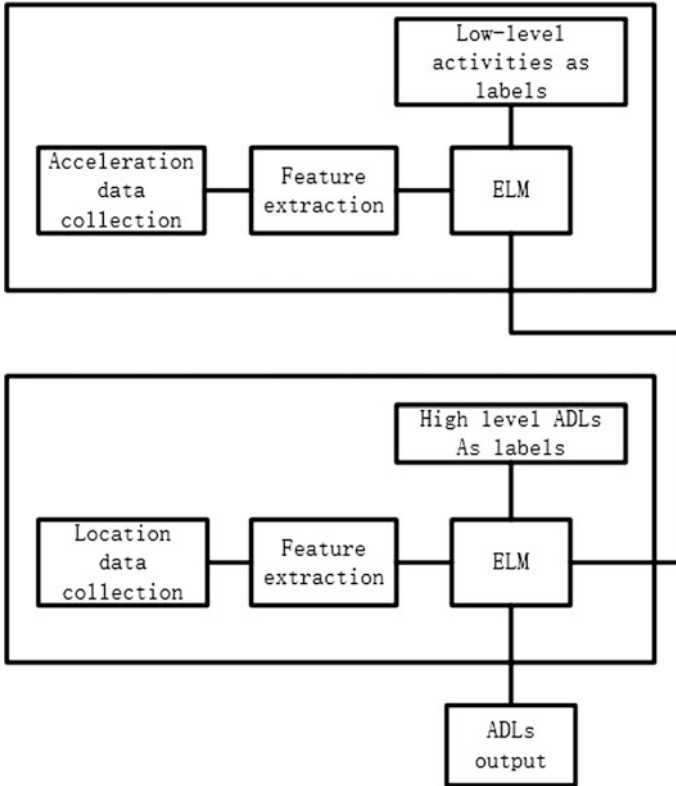 Low-level
activities as
labels
Acceleration
data
collection
Feature
extraction
ELM
High level ADLs
As labels
Location
data
collection
Feature
extraction
ELM
ADLs
output